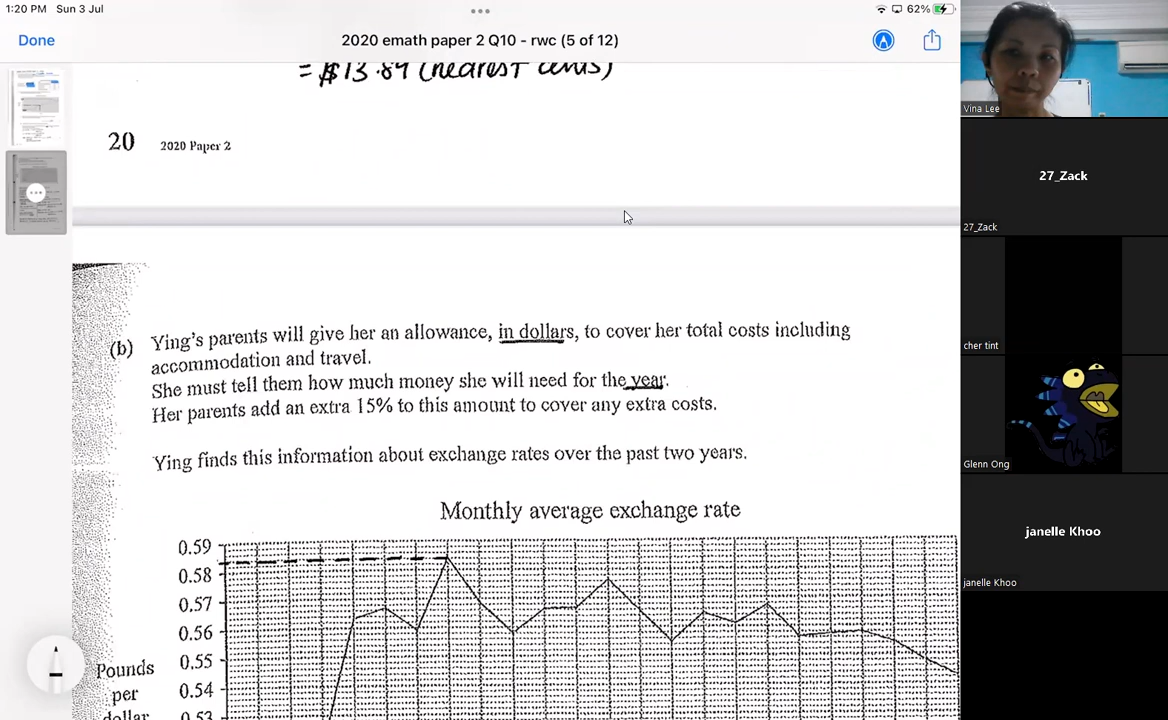 1:20 PM Sun 3 Jul
62%
Done
2020 emath paper 2 Q10 - rwc (5 of 12)
= $13.89 (nearest cents)
20 2020 Paper 2
(b) Ying's parents will give her an allowance, in dollars, to cover her total costs including
accommodation and travel.
She must tell them how much money she will need for the year.
Her parents add an extra 15% to this amount to cover any extra costs.
Ying finds this information about exchange rates over the past two years.
Monthly average exchange rate
0.59
0.58
0.57
0.56
0.55
0.54
0.53
Pounds
per
dollar
Vina Lee
27_Zack
27_Zack
cher tint
Glenn Ong
janelle Khoo
janelle Khoo